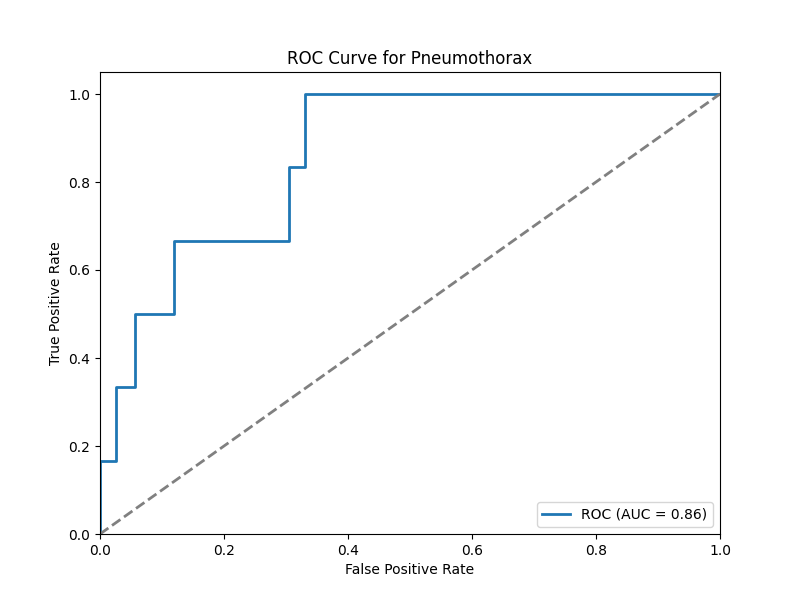 ROC Curve for Pneumothorax
True Positive Rate
1.0
0.8
0.6
0.4
0.2
0.0
0.0 0.2 0.4 0.6 0.8 1.0
False Positive Rate
ROC (AUC = 0.86)